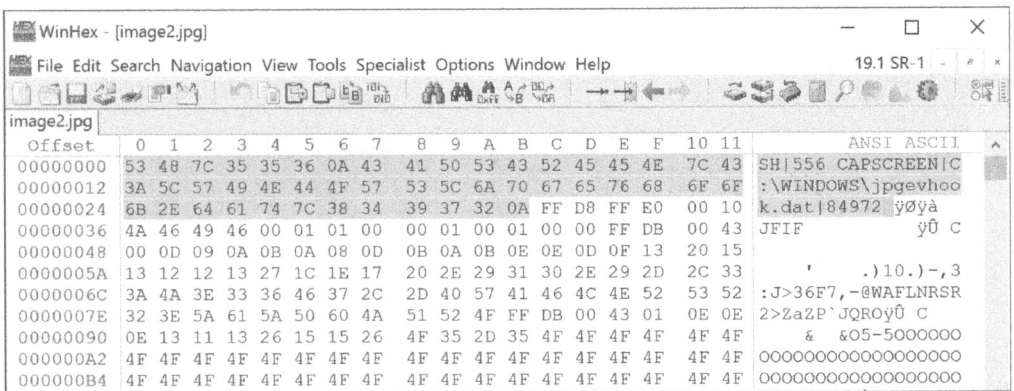 WinHex - [image2.jpg]
File Edit Search Navigation View Tools Specialist Options Window Help 19.1 SR-1
image2.jpg
Offset 0 1 2 3 4 5 6 7 8 9 A B C D E F 10 11 ANSI ASCII
00000000 53 48 7C 35 35 36 0A 43 41 50 53 43 52 45 45 4E 7C 43 SH|556 CAPSCREEN|C
00000012 3A 5C 57 49 4E 44 4F 57 53 5C 6A 70 67 65 76 68 6F 6F :\WINDOWS\jpgevhoo
00000024 6B 2E 64 61 74 7C 38 34 39 37 32 0A FF D8 FF E0 00 10 k.dat|84972 ÿØÿà
00000036 4A 46 49 46 00 01 01 00 00 01 00 01 00 00 FF DB 00 43 JFIF ÿÛ C
00000048 00 0D 09 0A 0B 0A 08 0D 0B 0A 0B 0E 0E 0D 0F 13 20 15
0000005A 13 12 12 13 27 1C 1E 17 20 2E 29 31 30 2E 29 2D 2C 33 ' .)10.)-,3
0000006C 3A 4A 3E 33 36 46 37 2C 2D 40 57 41 46 4C 4E 52 53 52 :J>36F7,-@WAFLNRSR
0000007E 32 3E 5A 61 5A 50 60 4A 51 52 4F FF DB 00 43 01 0E 0E 2>ZaZP`JQROÿÛ C
00000090 0E 13 11 13 26 15 15 26 4F 35 2D 35 4F 4F 4F 4F 4F 4F & &O5-5OOOOOO
000000A2 4F 4F 4F 4F 4F 4F 4F 4F 4F 4F 4F 4F 4F 4F 4F 4F 4F 4F OOOOOOOOOOOOOOOOOO
000000B4 4F 4F 4F 4F 4F 4F 4F 4F 4F 4F 4F 4F 4F 4F 4F 4F 4F 4F OOOOOOOOOOOOOOOOOO